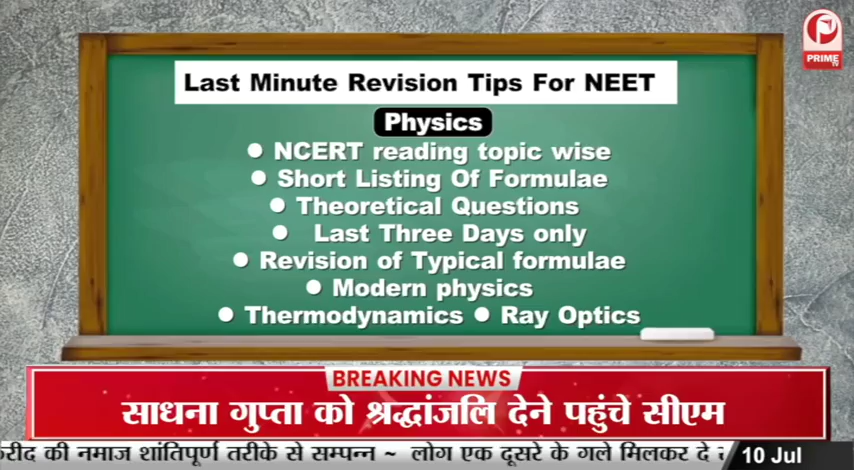 PRIME
TV
Last Minute Revision Tips For NEET
Physics
● NCERT reading topic wise
● Short Listing Of Formulae
● Theoretical Questions
● Last Three Days only
● Revision of Typical formulae
● Modern physics
● Thermodynamics ● Ray Optics
BREAKING NEWS
साधना गुप्ता को श्रद्धांजलि देने पहुंचे सीएम
की नमाज शांतिपूर्ण तरीके से सम्पन्न ~ लोग एक दूसरे के गले मिलकर दे
10 Jul